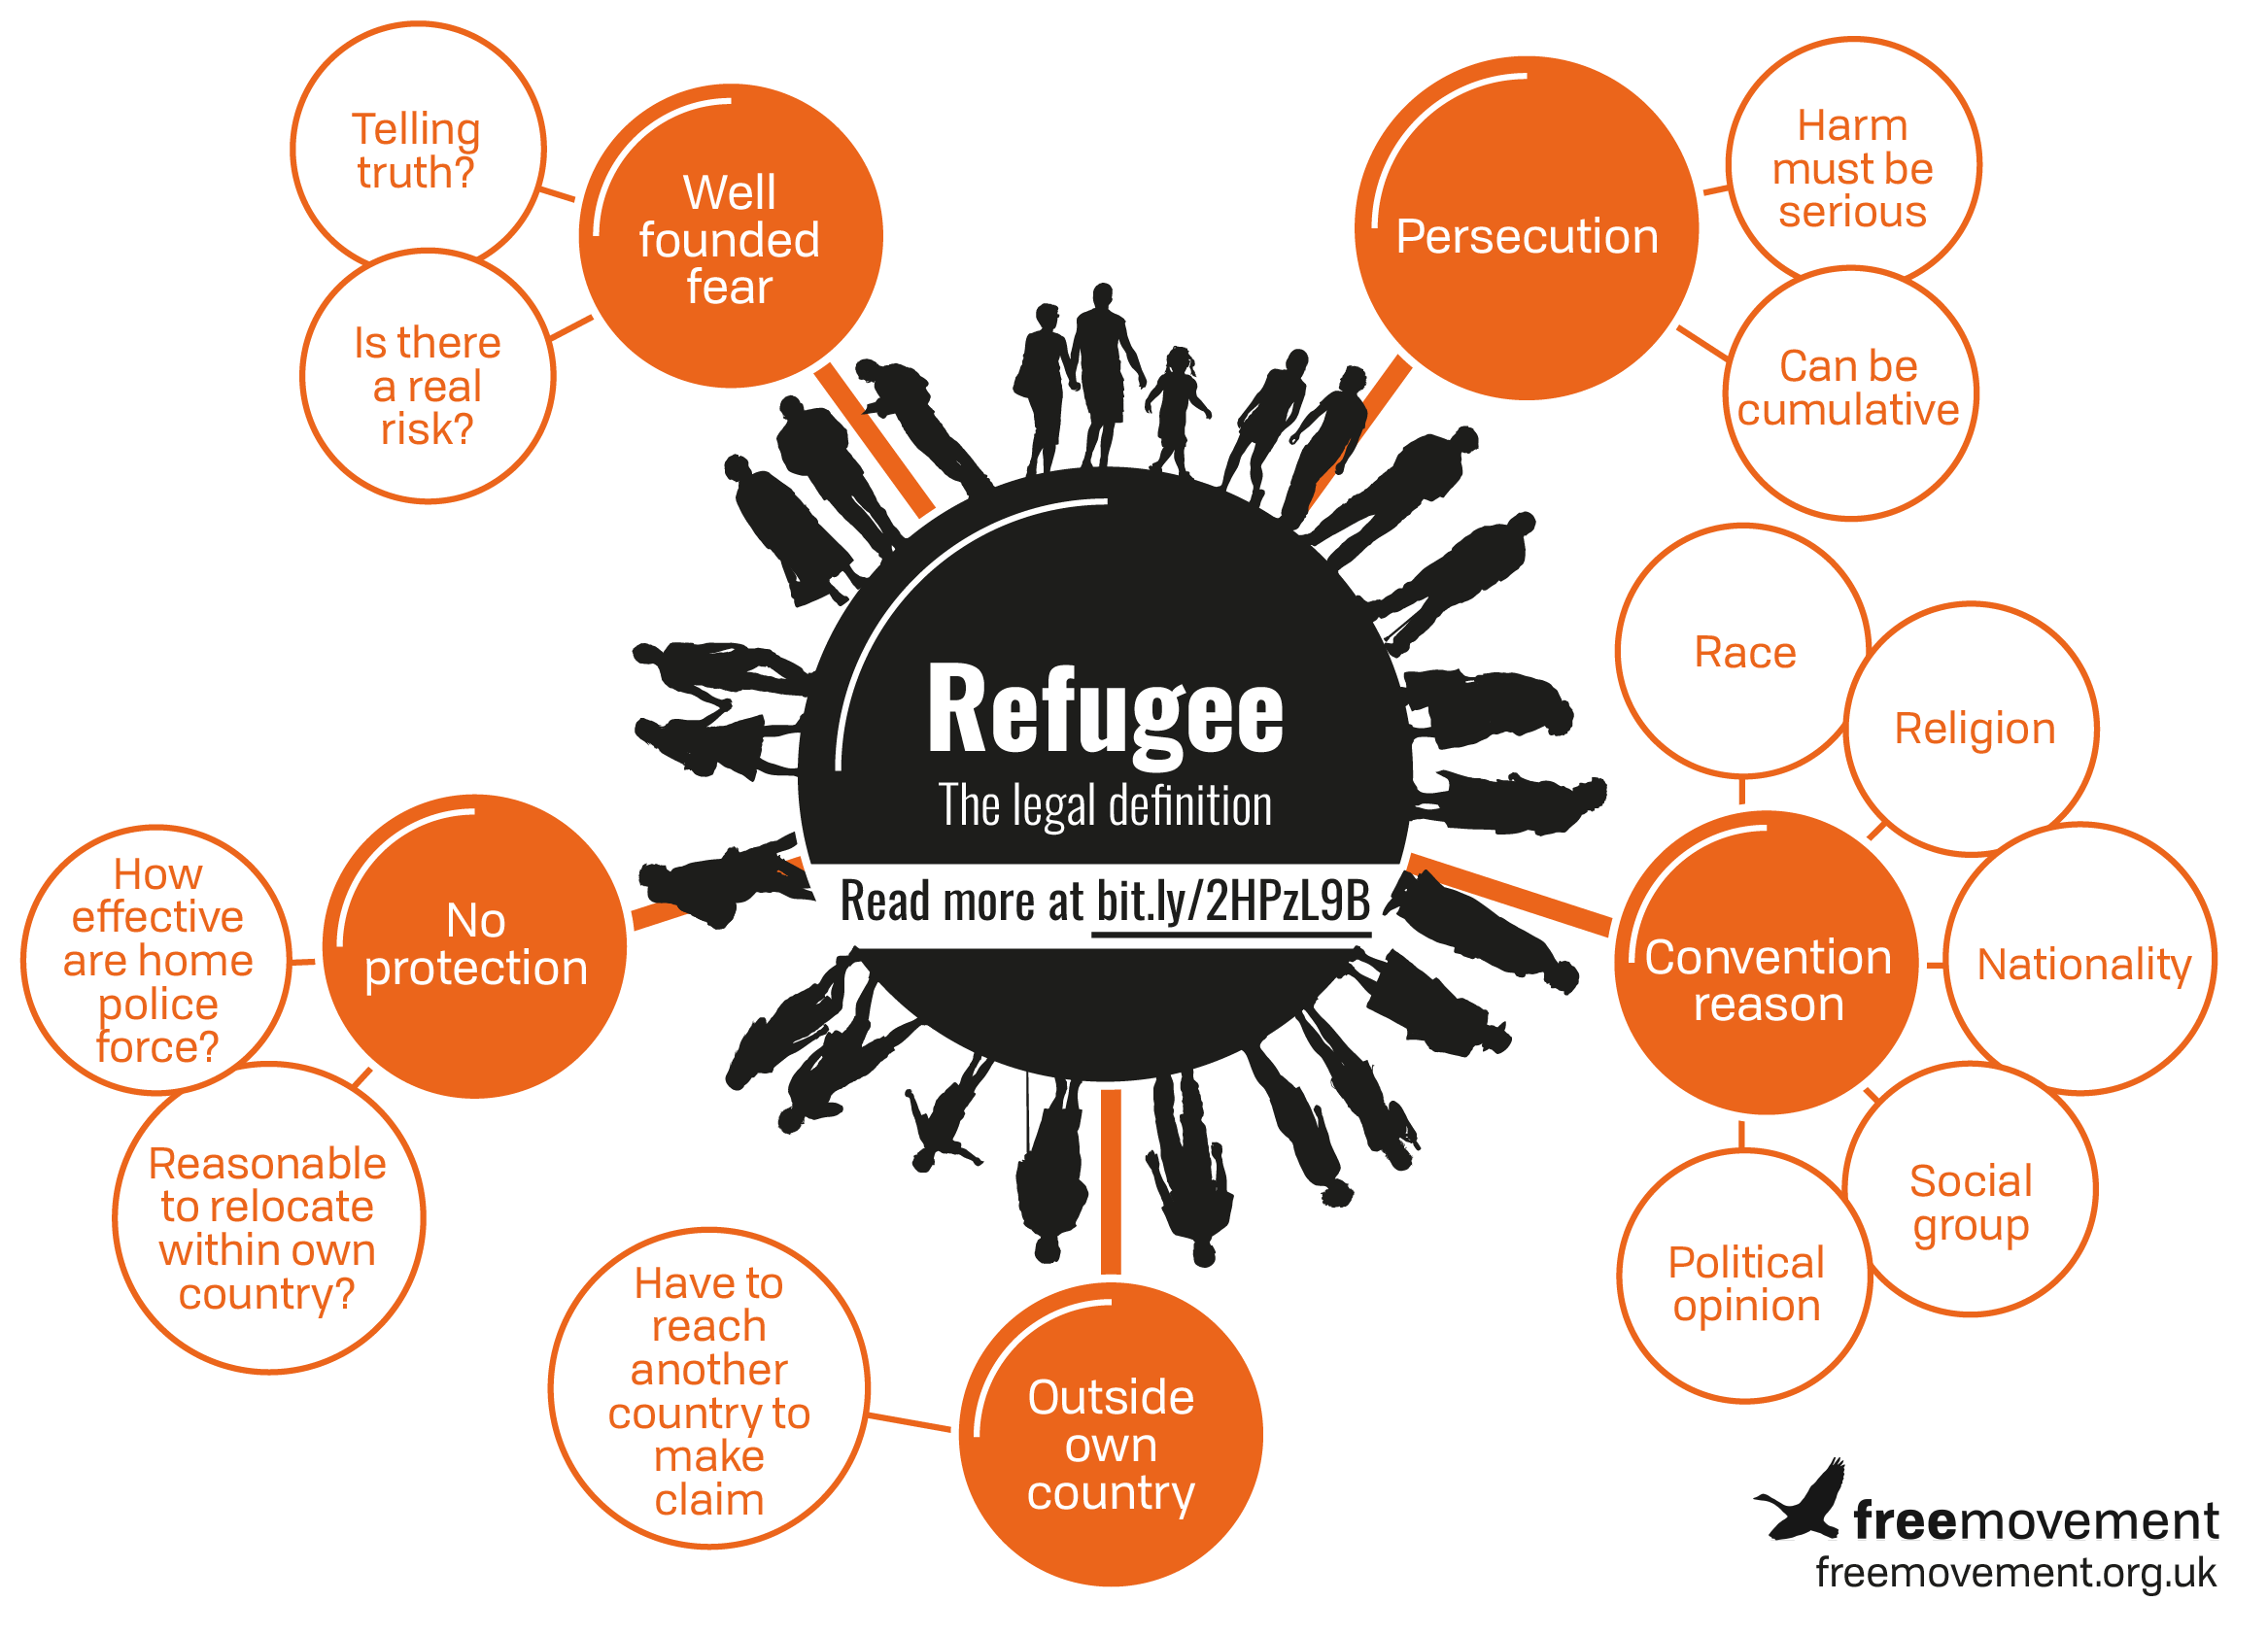 Telling
truth?
Is there
a real
risk?
Well
founded
fear
Persecution
Harm
must be
serious
Can be
cumulative
Race
Religion
Nationality
Social
group
Political
opinion
Convention
reason
Refugee
The legal definition
Read more at bit.ly/2HPzL9B
No
protection
How
effective
are home
police
force?
Reasonable
to relocate
within own
country?
Have to
reach
another
country to
make
claim
Outside
own
country
freemovement
freemovement.org.uk